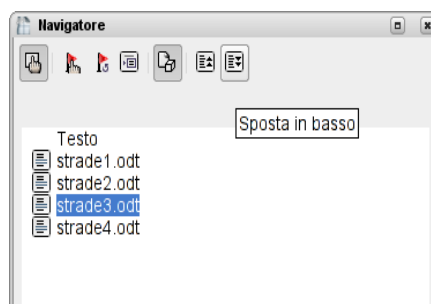 Navigatore
Sposta in basso
Testo
strade1.odt
strade2.odt
strade3.odt
strade4.odt